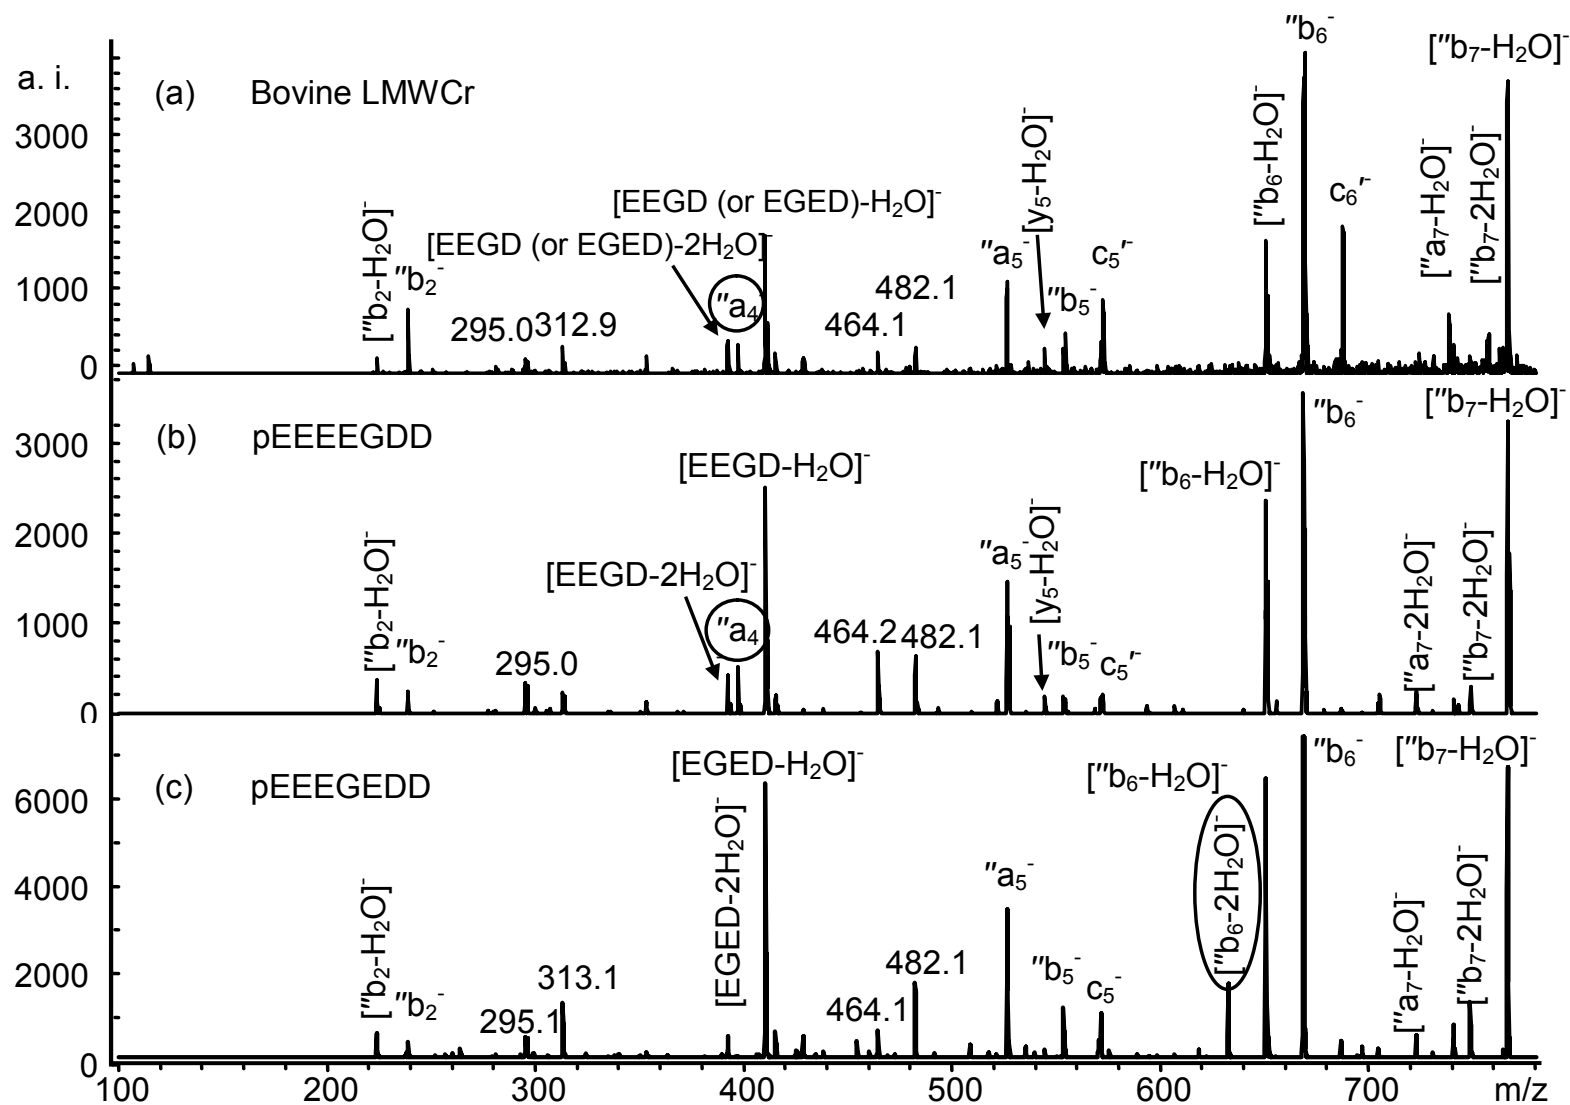 a. i.
(a) Bovine LMWCr
3000
2000
1000
0
[″b₂-H₂O]⁻
″b₂⁻
295.0
312.9
[EEGD (or EGED)-H₂O]⁻
[EEGD (or EGED)-2H₂O]⁻
″a₄⁻
464.1
482.1
″a₅⁻
[y₅-H₂O]⁻
″b₅⁻
c₅′⁻
[″b₆-H₂O]⁻
″b₆⁻
c₆′⁻
[″a₇-H₂O]⁻
[″b₇-2H₂O]⁻
[″b₇-H₂O]⁻
(b) pEEEEGDD
3000
2000
1000
0
[″b₂-H₂O]⁻
″b₂⁻
295.0
[EEGD-H₂O]⁻
[EEGD-2H₂O]⁻
″a₄⁻
464.2
482.1
″a₅⁻
[y₅-H₂O]⁻
″b₅⁻
c₅′⁻
[″b₆-H₂O]⁻
″b₆⁻
[″a₇-2H₂O]⁻
[″b₇-2H₂O]⁻
[″b₇-H₂O]⁻
(c) pEEEGEDD
6000
4000
2000
0
[″b₂-H₂O]⁻
″b₂⁻
295.1
313.1
[EGED-H₂O]⁻
[EGED-2H₂O]⁻
464.1
482.1
″a₅⁻
″b₅⁻
c₅⁻
[″b₆-H₂O]⁻
[″b₆-2H₂O]⁻
″b₆⁻
[″a₇-H₂O]⁻
[″b₇-2H₂O]⁻
[″b₇-H₂O]⁻
100 200 300 400 500 600 700 m/z